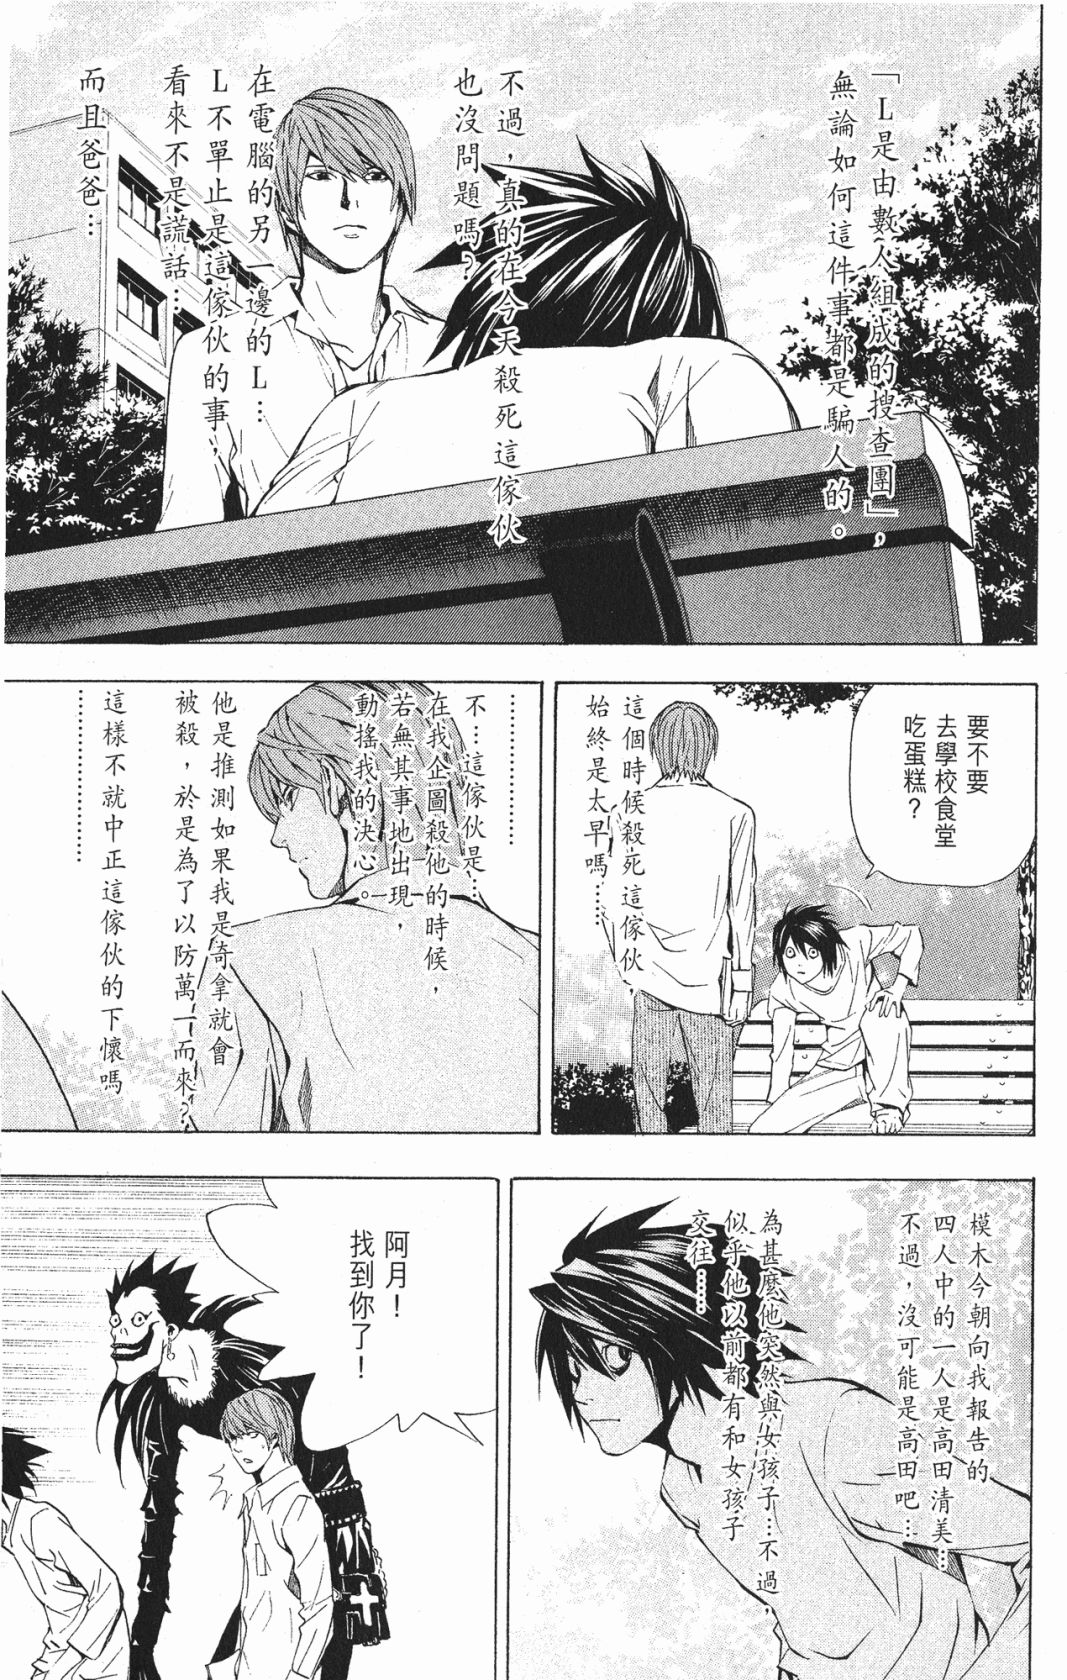 「L是由數人組成的搜查團」，
無論如何這件事都是騙人的。
不過，真的在今天殺死這傢伙
也沒問題嗎？
在電腦的另一邊的L…
L不單止是這傢伙的事，
看來不是謊話…
而且爸爸…
要不要
去學校食堂
吃蛋糕？
這個時候殺死這傢伙，
始終是太早嗎……
……………
不…這傢伙是…
在我企圖殺他的時候，
若無其事地出現，
動搖我的決心。
他是推測如果我是奇拿就會
被殺，於是為了以防萬一而來？
這樣不就中正這傢伙的下懷嗎
……………
模木今朝向我報告的
四人中的一人是高田清美…
不過，沒可能是高田吧…
為甚麼他突然與女孩子…不過，
似乎他以前都有和女孩子
交往……
阿月！
找到你了！